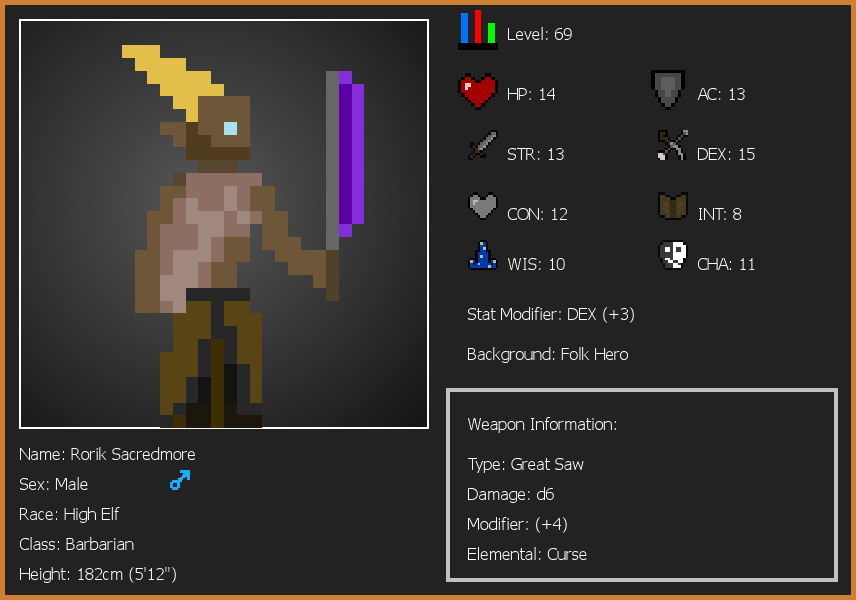 Level: 69
HP: 14
AC: 13
STR: 13
DEX: 15
CON: 12
INT: 8
WIS: 10
CHA: 11
Stat Modifier: DEX (+3)
Background: Folk Hero
Weapon Information:
Type: Great Saw
Damage: d6
Modifier: (+4)
Elemental: Curse
Name: Rorik Sacredmore
Sex: Male
Race: High Elf
Class: Barbarian
Height: 182cm (5'12")